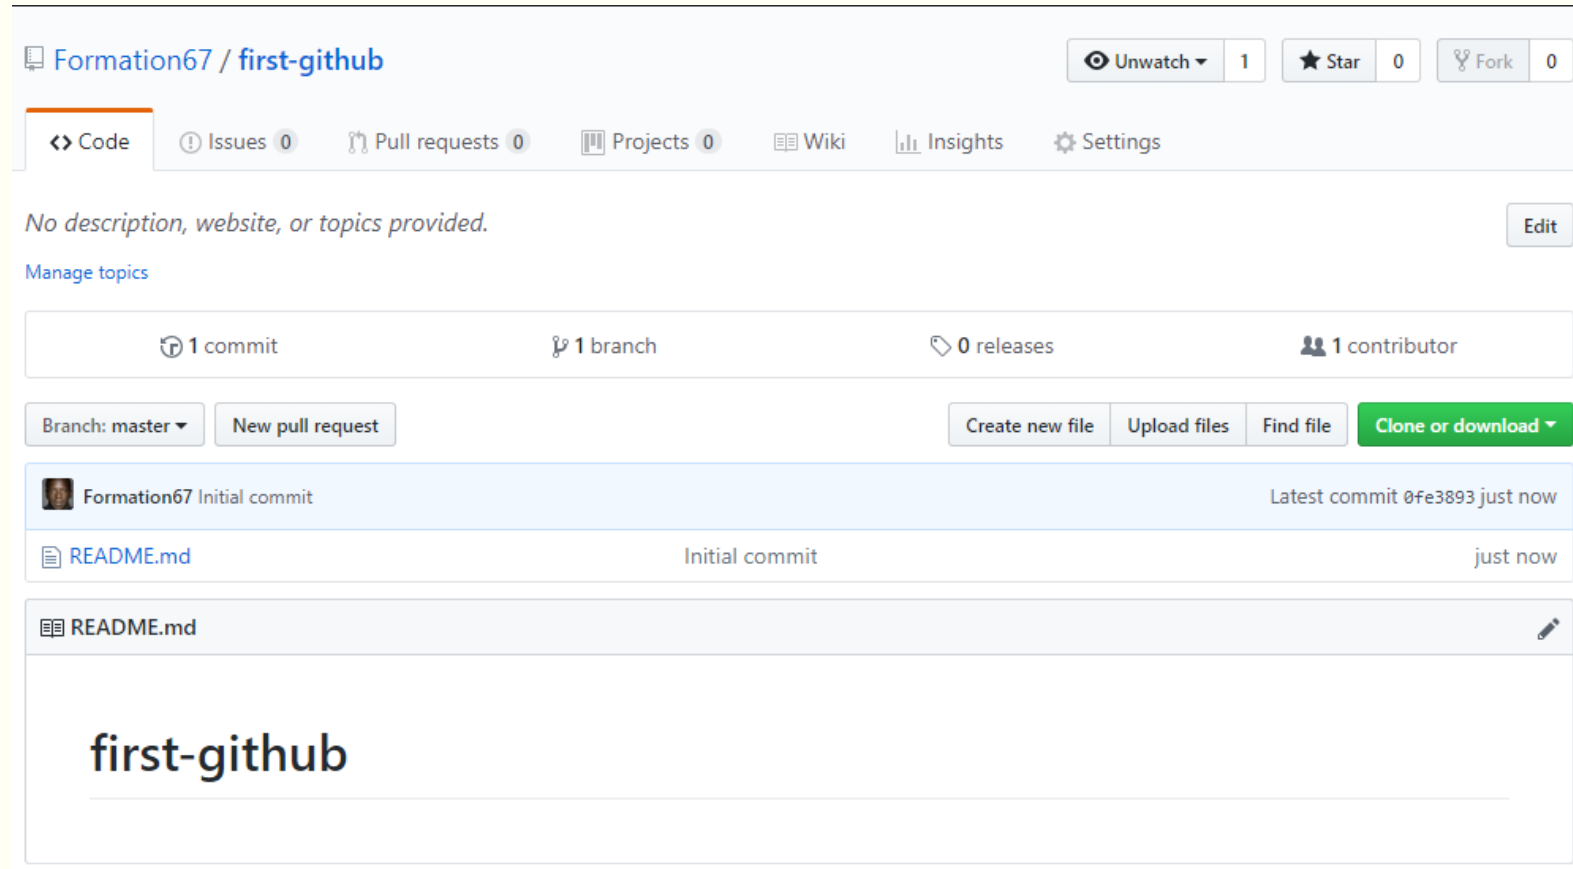 Formation67 / first-github
Unwatch 1 Star 0 Fork 0
Code Issues 0 Pull requests 0 Projects 0 Wiki Insights Settings
No description, website, or topics provided.
Edit
Manage topics
1 commit 1 branch 0 releases 1 contributor
Branch: master New pull request Create new file Upload files Find file Clone or download
Formation67 Initial commit Latest commit 0fe3893 just now
README.md Initial commit just now
README.md
first-github